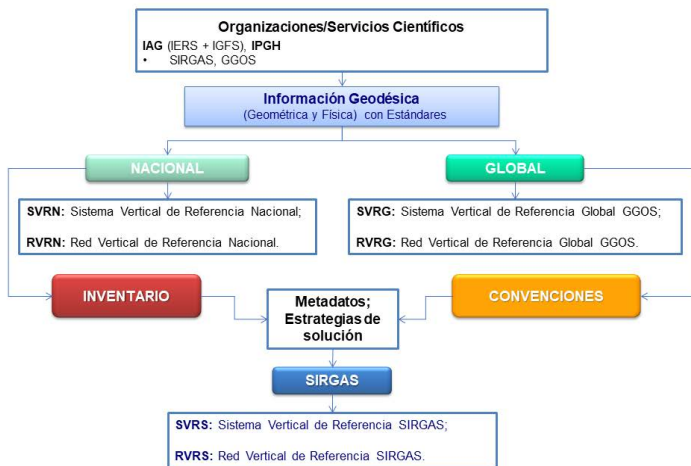 Organizaciones/Servicios Científicos
IAG (IERS + IGFS), IPGH
• SIRGAS, GGOS
Información Geodésica
(Geométrica y Física) con Estándares
NACIONAL
GLOBAL
SVRN: Sistema Vertical de Referencia Nacional;
RVRN: Red Vertical de Referencia Nacional.
SVRG: Sistema Vertical de Referencia Global GGOS;
RVRG: Red Vertical de Referencia Global GGOS.
INVENTARIO
Metadatos;
Estrategias de
solución
CONVENCIONES
SIRGAS
SVRS: Sistema Vertical de Referencia SIRGAS;
RVRS: Red Vertical de Referencia SIRGAS.